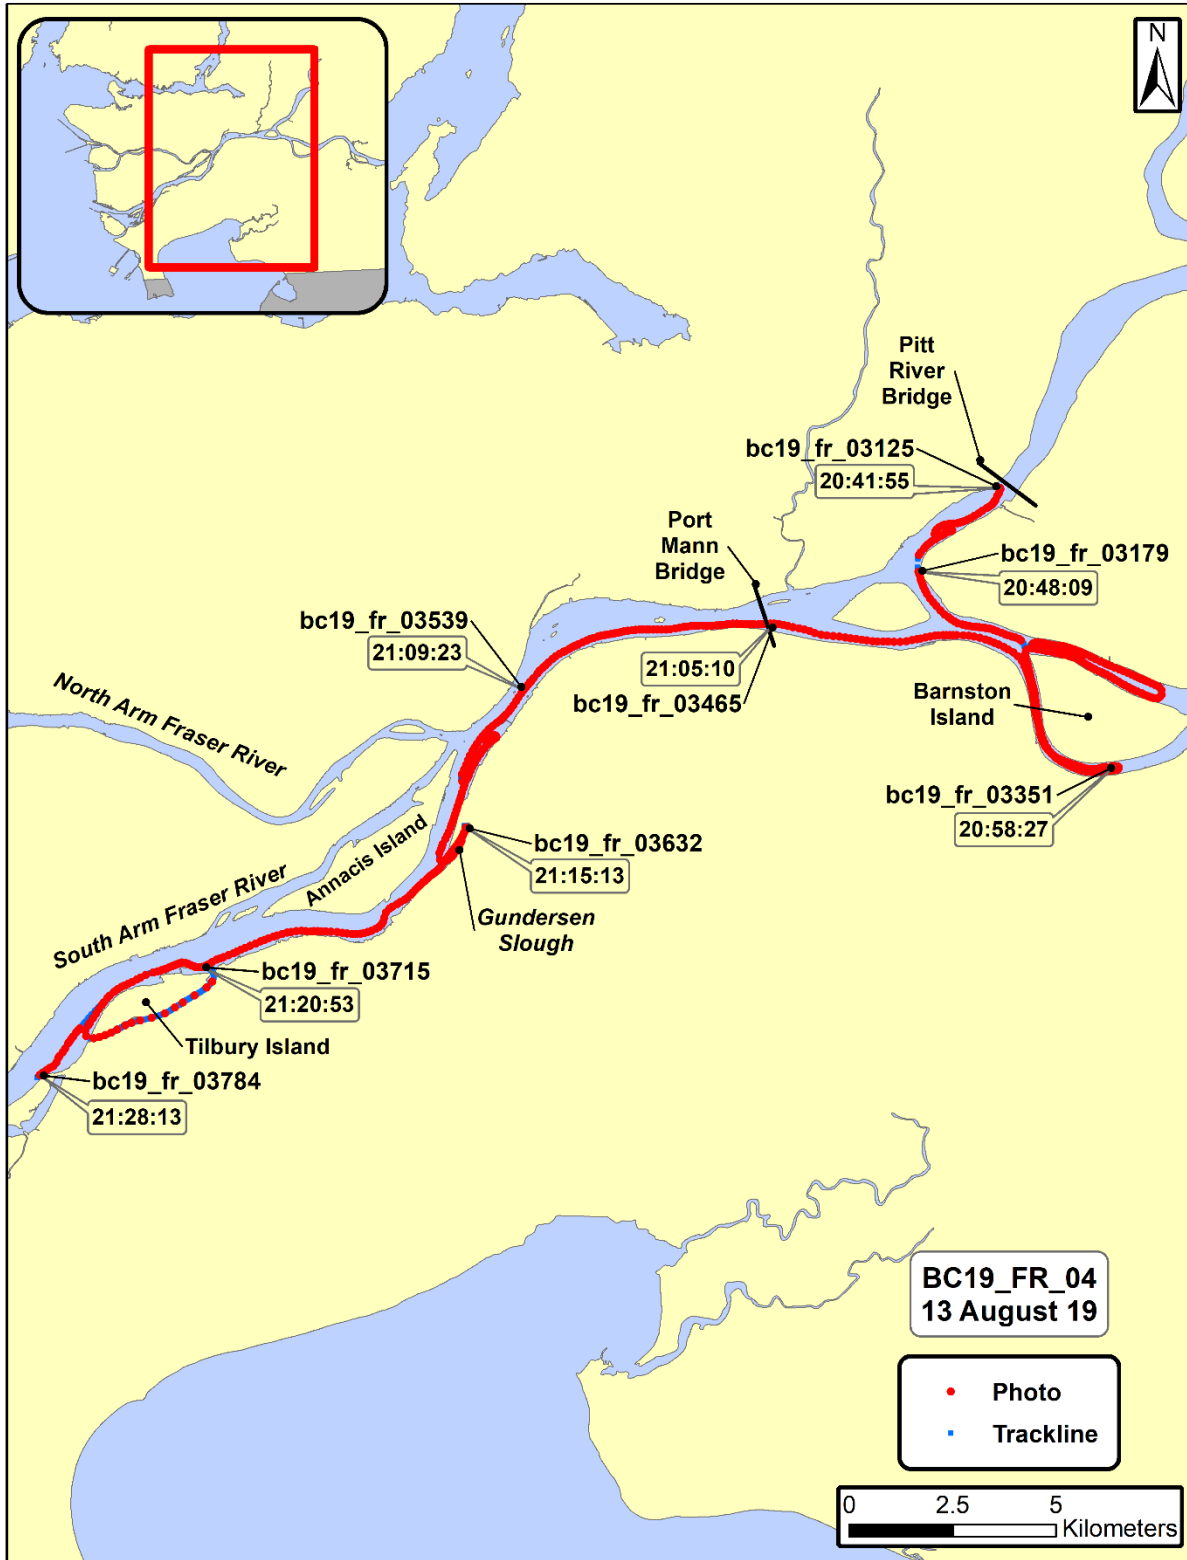 N
Pitt
River
Bridge
bc19_fr_03125
20:41:55
Port
Mann
Bridge
bc19_fr_03179
20:48:09
bc19_fr_03539
21:09:23
21:05:10
bc19_fr_03465
Barnston
Island
North Arm Fraser River
bc19_fr_03351
20:58:27
Annacis Island
bc19_fr_03632
21:15:13
Gundersen
Slough
South Arm Fraser River
bc19_fr_03715
21:20:53
Tilbury Island
bc19_fr_03784
21:28:13
BC19_FR_04
13 August 19
Photo
Trackline
0 2.5 5
Kilometers